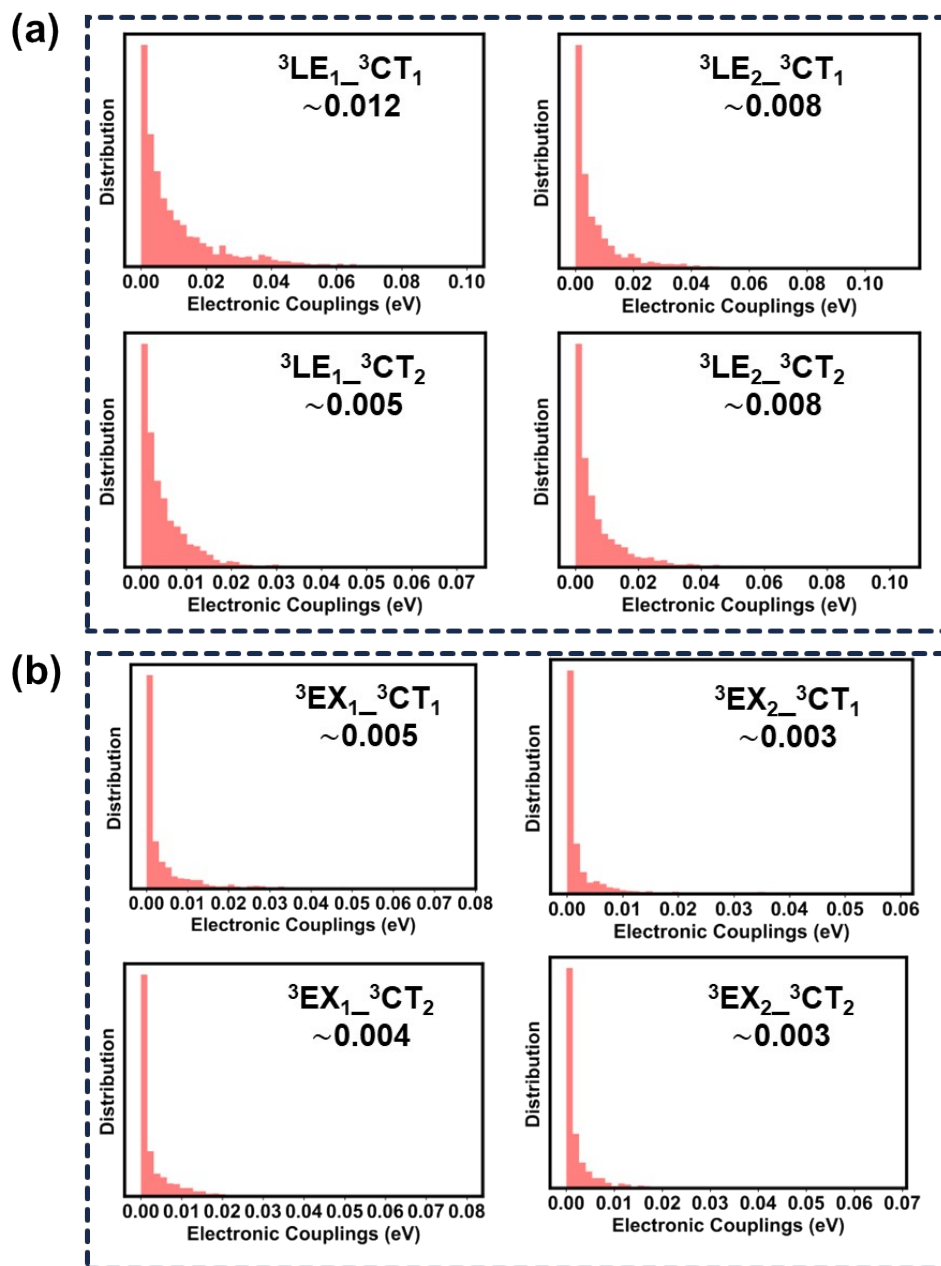 (a)
³LE₁_³CT₁
~0.012
Distribution
0.00 0.02 0.04 0.06 0.08 0.10
Electronic Couplings (eV)
³LE₂_³CT₁
~0.008
Distribution
0.00 0.02 0.04 0.06 0.08 0.10
Electronic Couplings (eV)
³LE₁_³CT₂
~0.005
Distribution
0.00 0.01 0.02 0.03 0.04 0.05 0.06 0.07
Electronic Couplings (eV)
³LE₂_³CT₂
~0.008
Distribution
0.00 0.02 0.04 0.06 0.08 0.10
Electronic Couplings (eV)
(b)
³EX₁_³CT₁
~0.005
Distribution
0.00 0.01 0.02 0.03 0.04 0.05 0.06 0.07 0.08
Electronic Couplings (eV)
³EX₂_³CT₁
~0.003
Distribution
0.00 0.01 0.02 0.03 0.04 0.05 0.06
Electronic Couplings (eV)
³EX₁_³CT₂
~0.004
Distribution
0.00 0.01 0.02 0.03 0.04 0.05 0.06 0.07 0.08
Electronic Couplings (eV)
³EX₂_³CT₂
~0.003
Distribution
0.00 0.01 0.02 0.03 0.04 0.05 0.06 0.07
Electronic Couplings (eV)